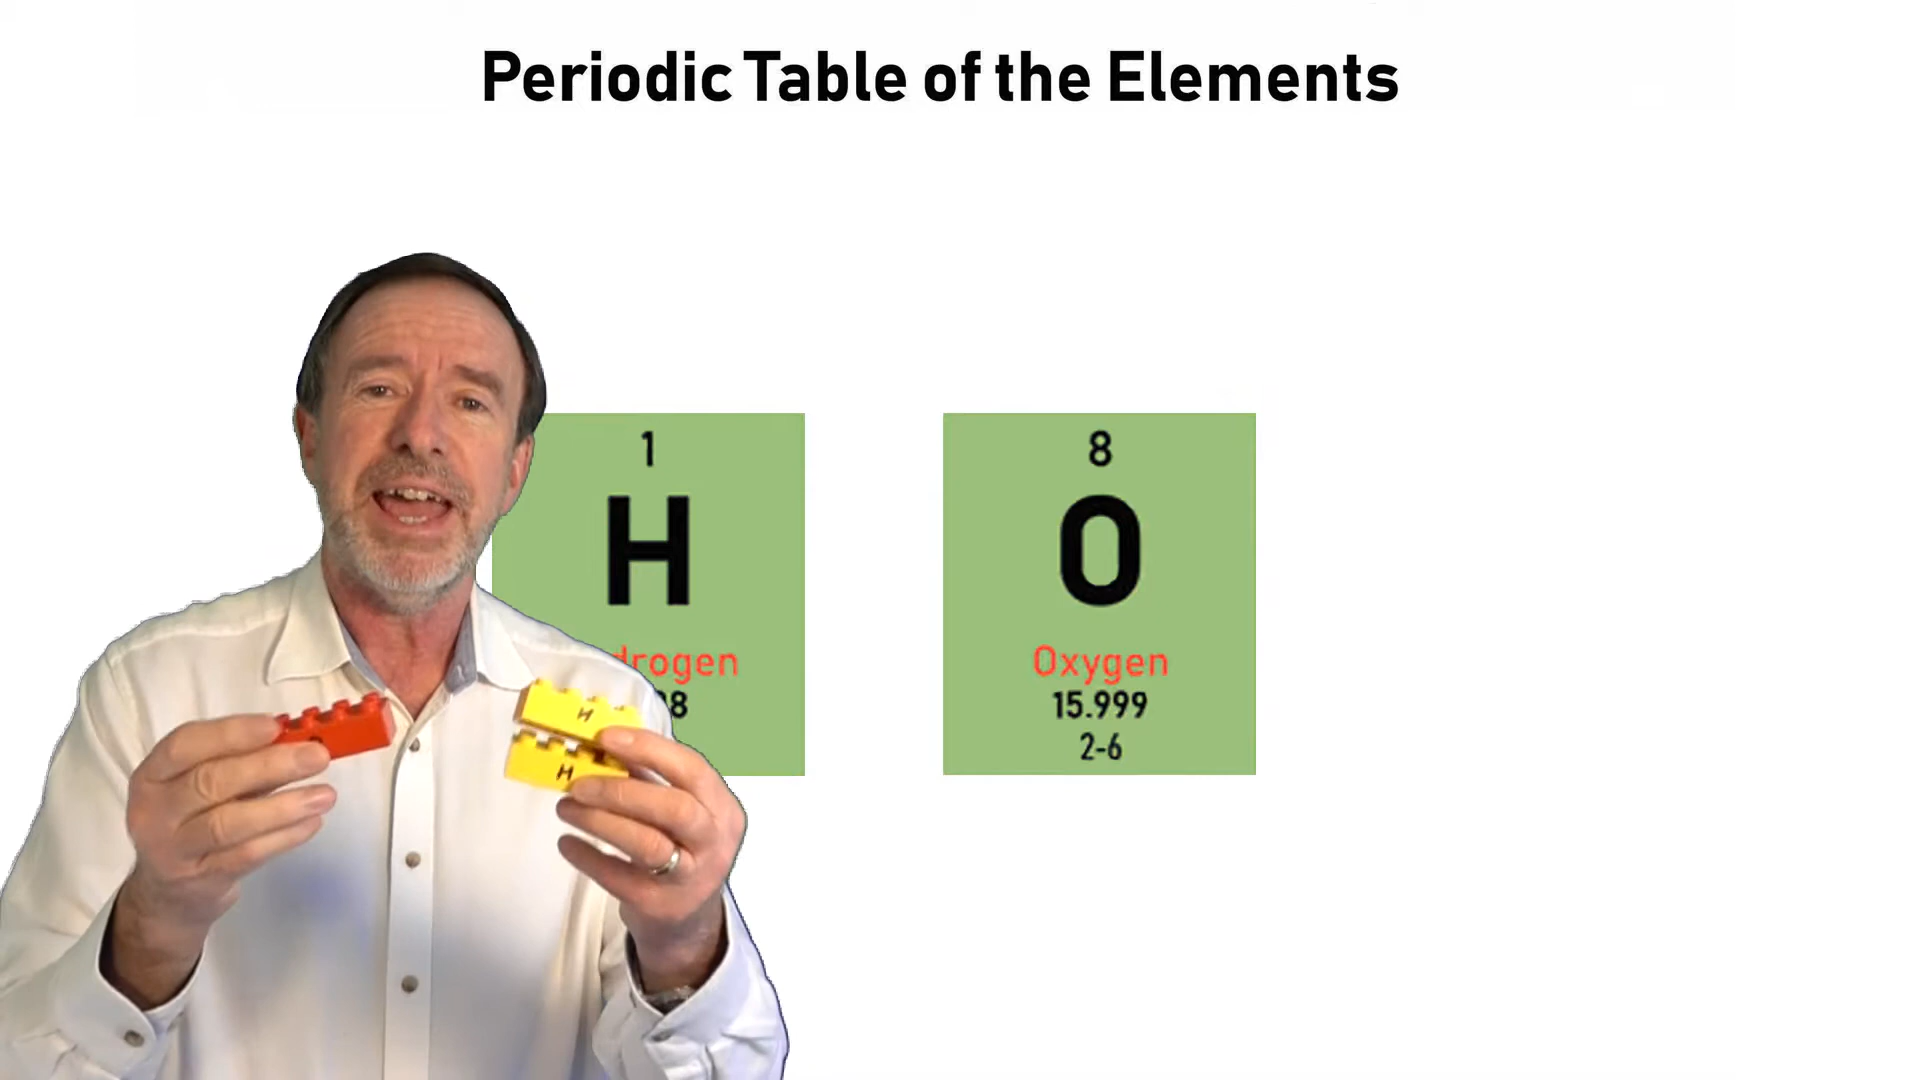 Periodic Table of the Elements
1
H
drogen
8
8
O
Oxygen
15.999
2-6
H
H